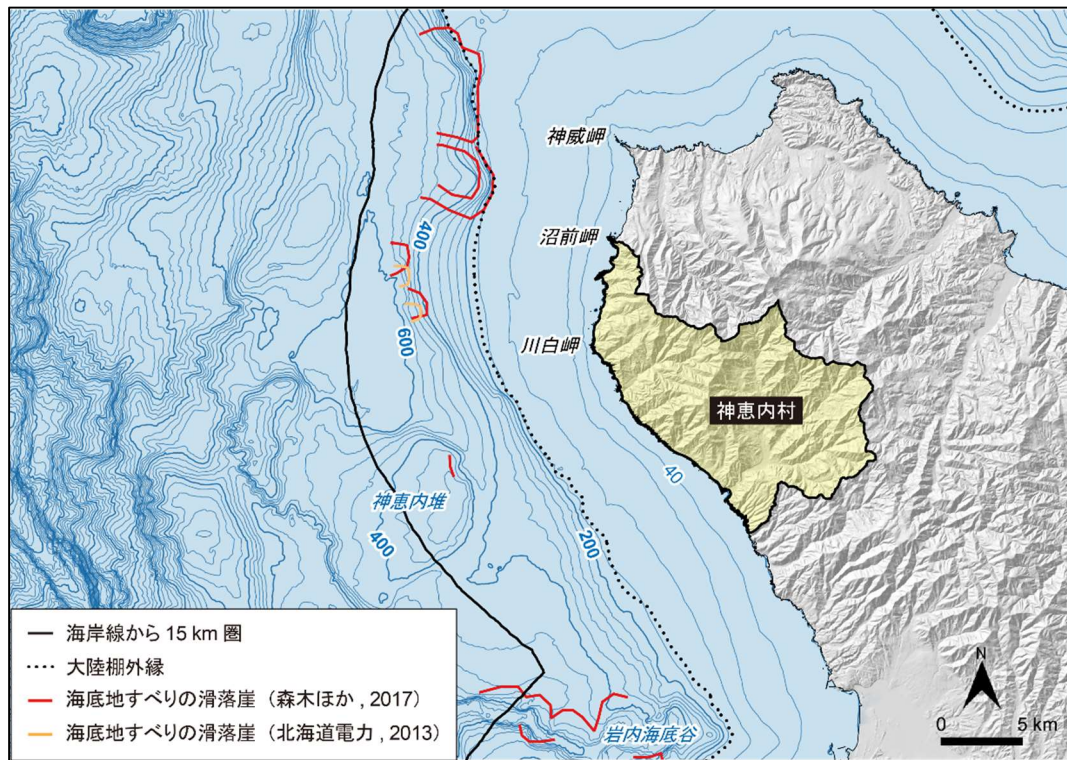 神威岬
沼前岬
400
600
川白岬
神恵内村
40
神恵内堆
400
200
岩内海底谷
N
0 5 km
海岸線から 15 km 圏
大陸棚外縁
海底地すべりの滑落崖（森木ほか , 2017）
海底地すべりの滑落崖（北海道電力 , 2013）